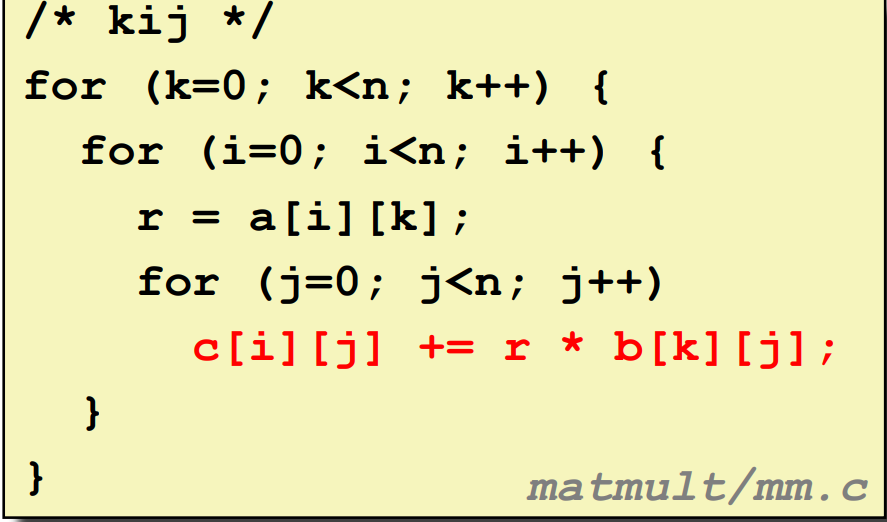 /* kij */
for (k=0; k<n; k++) {
  for (i=0; i<n; i++) {
    r = a[i][k];
    for (j=0; j<n; j++)
      c[i][j] += r * b[k][j];
  }
}
matmult/mm.c